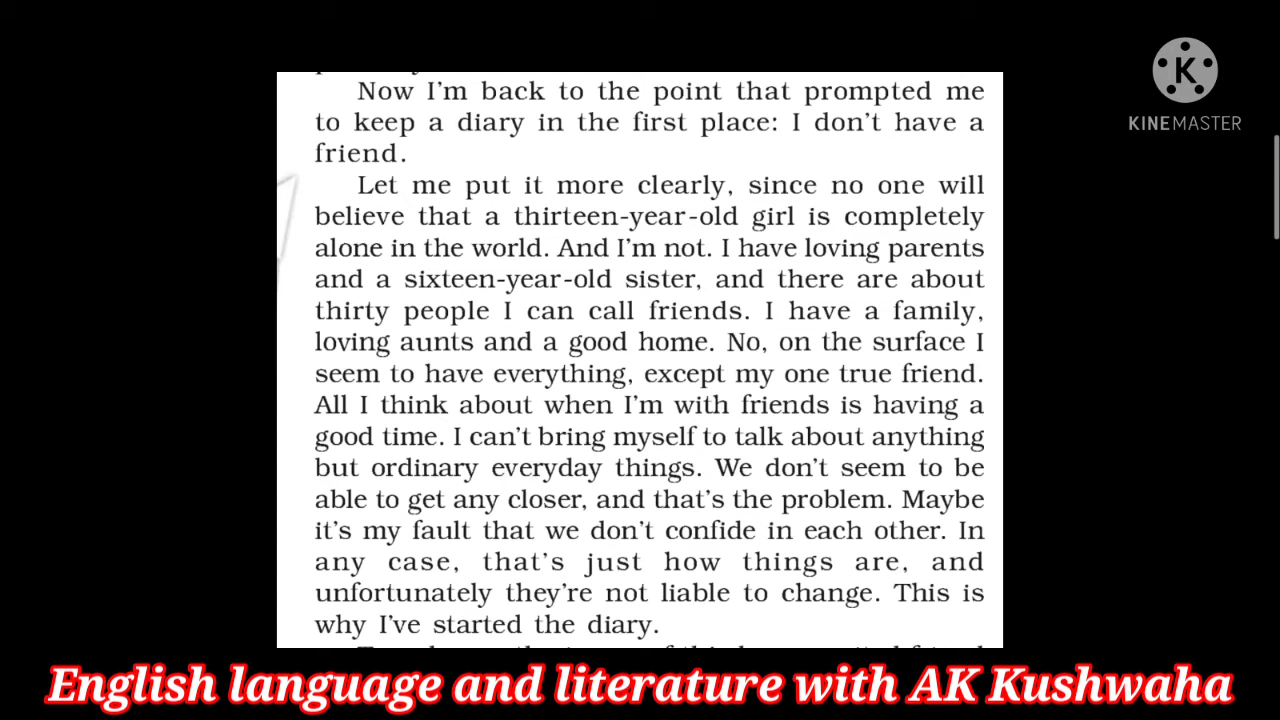 Now I'm back to the point that prompted me
to keep a diary in the first place: I don't have a
friend.
Let me put it more clearly, since no one will
believe that a thirteen-year-old girl is completely
alone in the world. And I'm not. I have loving parents
and a sixteen-year-old sister, and there are about
thirty people I can call friends. I have a family,
loving aunts and a good home. No, on the surface I
seem to have everything, except my one true friend.
All I think about when I'm with friends is having a
good time. I can't bring myself to talk about anything
but ordinary everyday things. We don't seem to be
able to get any closer, and that's the problem. Maybe
it's my fault that we don't confide in each other. In
any case, that's just how things are, and
unfortunately they're not liable to change. This is
why I've started the diary.
K
KINEMASTER
English language and literature with AK Kushwaha